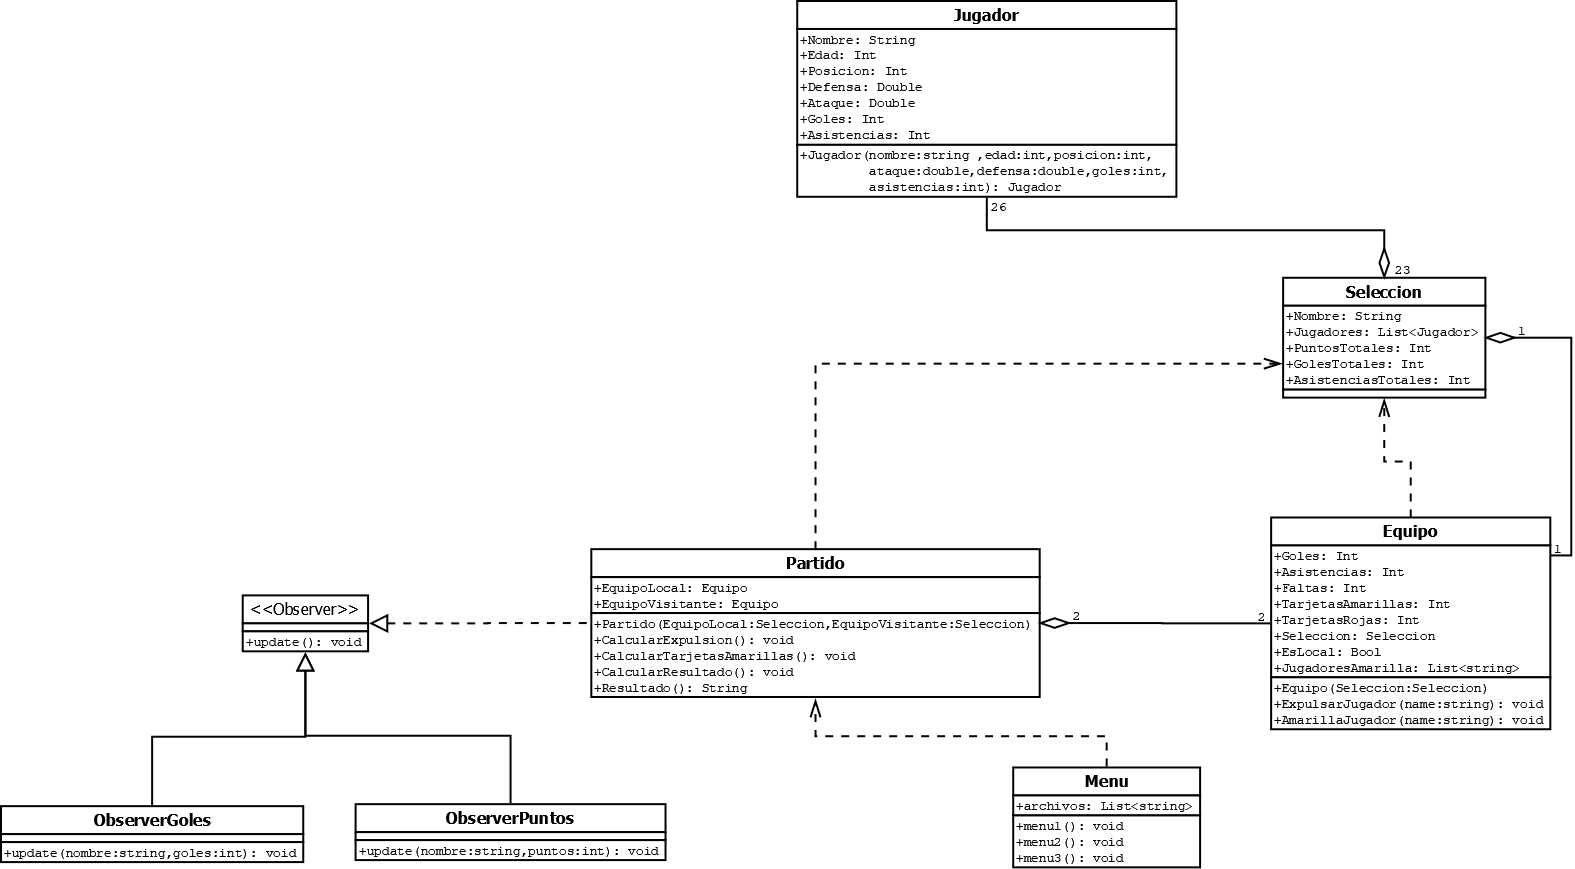 Jugador
+Nombre: String
+Edad: Int
+Posicion: Int
+Defensa: Double
+Ataque: Double
+Goles: Int
+Asistencias: Int
+Jugador(nombre:string ,edad:int,posicion:int,
ataque:double,defensa:double,goles:int,
asistencias:int): Jugador
26
23
Seleccion
+Nombre: String
+Jugadores: List<Jugador>
+PuntosTotales: Int
+GolesTotales: Int
+AsistenciasTotales: Int
1
1
Equipo
+Goles: Int
+Asistencias: Int
+Faltas: Int
+TarjetasAmarillas: Int
+TarjetasRojas: Int
+Seleccion: Seleccion
+EsLocal: Bool
+JugadoresAmarilla: List<string>
+Equipo(Seleccion:Seleccion)
+ExpulsarJugador(name:string): void
+AmarillaJugador(name:string): void
Partido
+EquipoLocal: Equipo
+EquipoVisitante: Equipo
+Partido(EquipoLocal:Seleccion,EquipoVisitante:Seleccion)
+CalcularExpulsion(): void
+CalcularTarjetasAmarillas(): void
+CalcularResultado(): void
+Resultado(): String
2
2
<<Observer>>
+update(): void
ObserverGoles
+update(nombre:string,goles:int): void
ObserverPuntos
+update(nombre:string,puntos:int): void
Menu
+archivos: List<string>
+menu1(): void
+menu2(): void
+menu3(): void